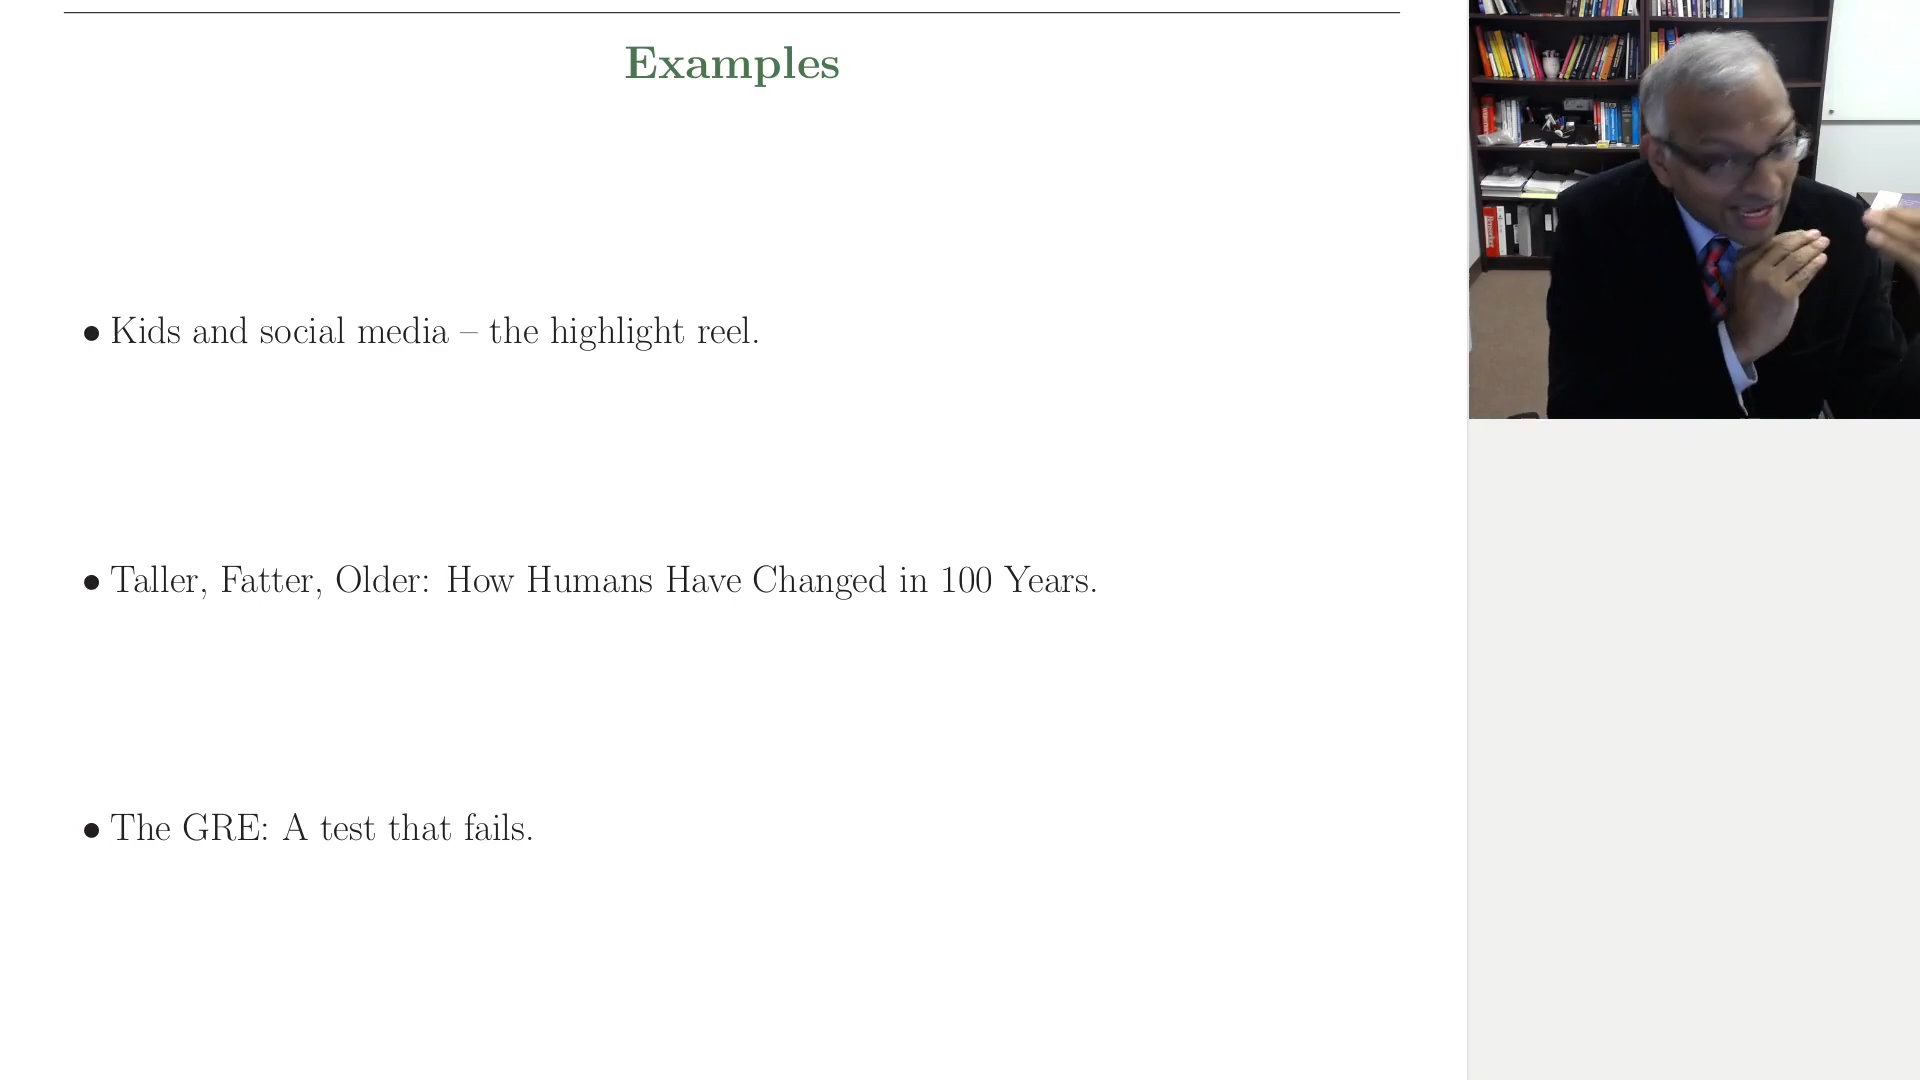 Examples
• Kids and social media – the highlight reel.
• Taller, Fatter, Older: How Humans Have Changed in 100 Years.
• The GRE: A test that fails.